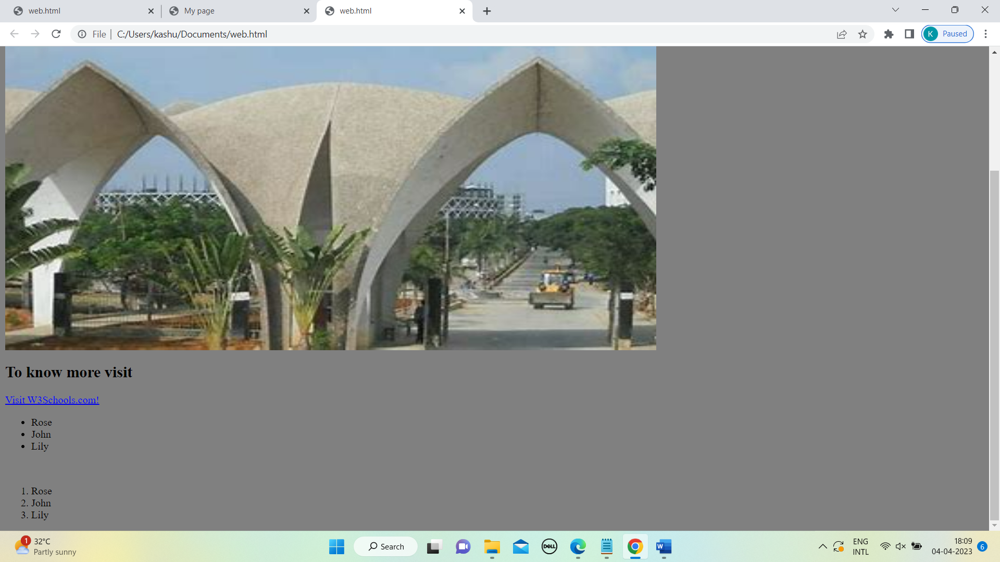 web.html
My page
web.html
File
C:/Users/kashu/Documents/web.html
K Paused
To know more visit
Visit W3Schools.com!
• Rose
• John
• Lily
1. Rose
2. John
3. Lily
1
32°C
Partly sunny
Search
DELL
W
ENG
INTL
18:09
04-04-2023
6